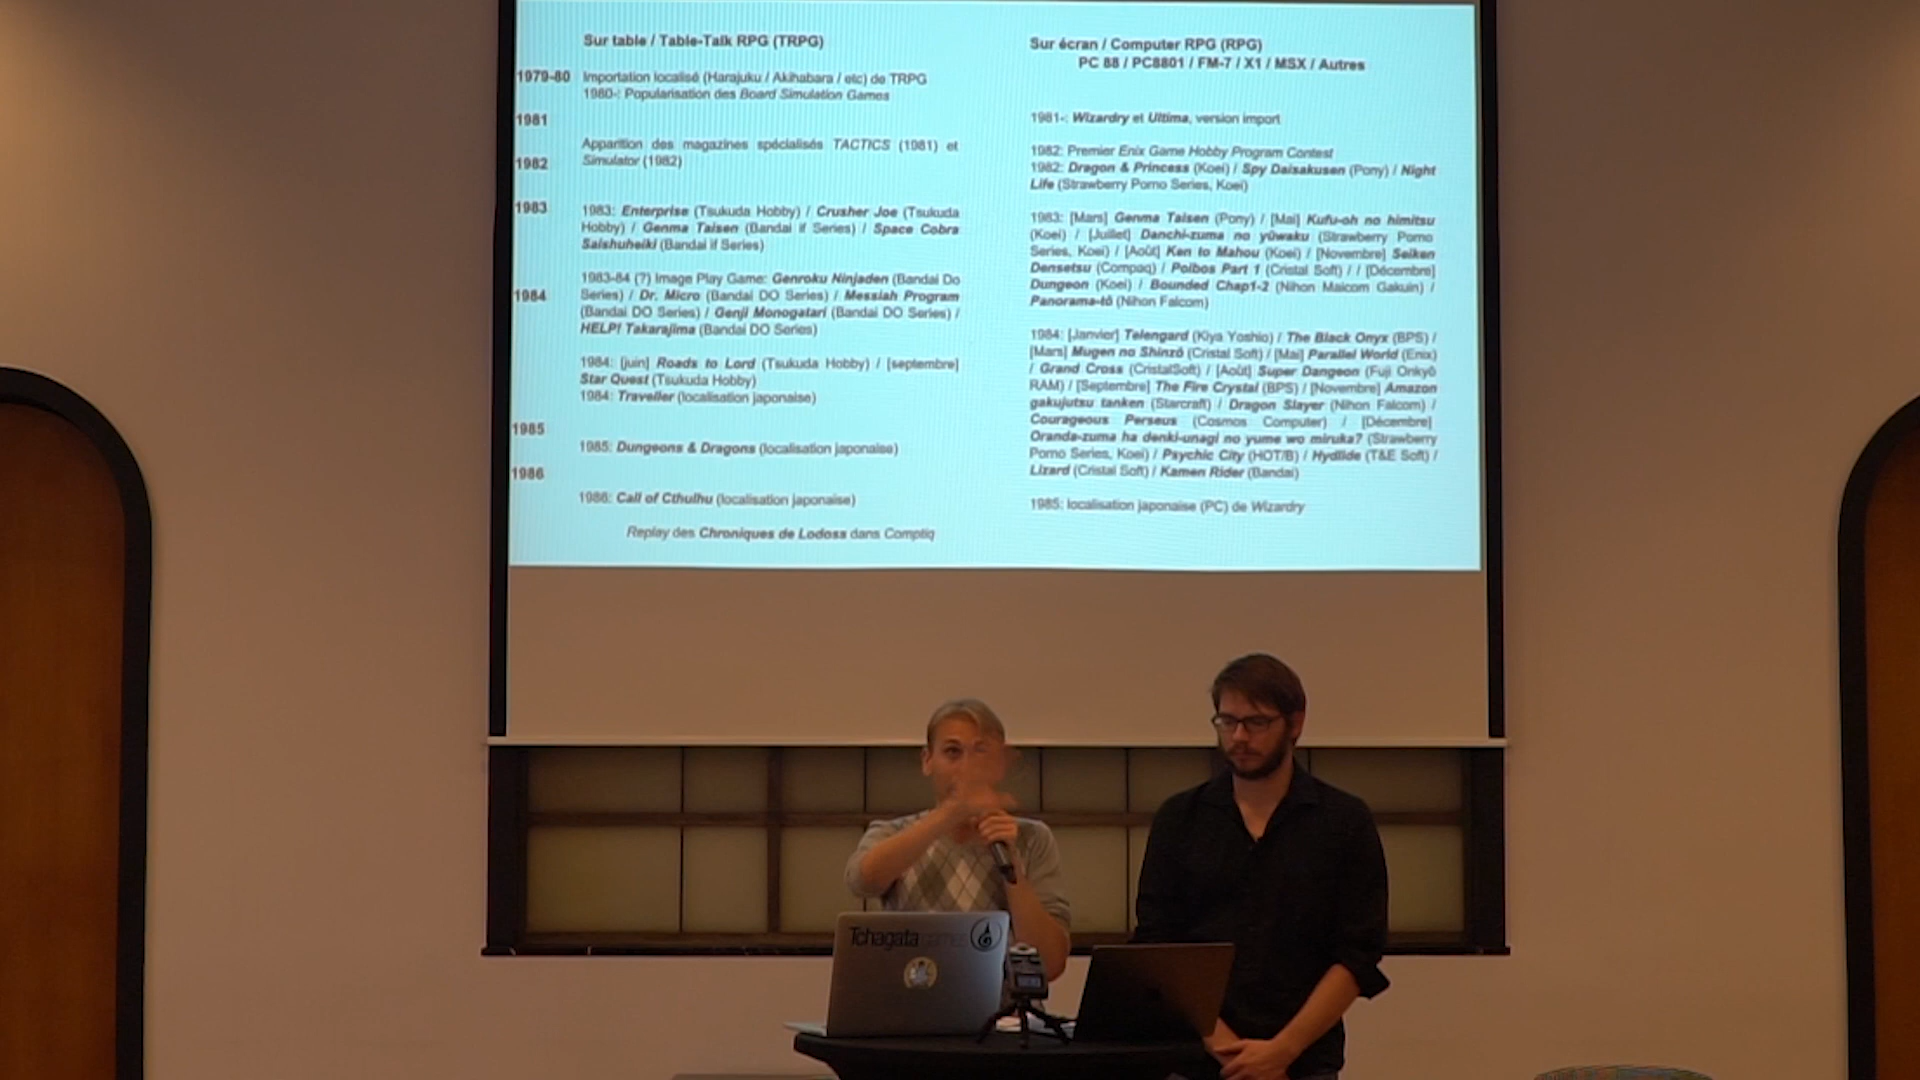 Sur table / Table-Talk RPG (TRPG)
1979-80
Importation localisé (Harajuku / Akihabara / etc) de TRPG
1980-: Popularisation des Board Simulation Games
1981
Apparition des magazines spécialisés TACTICS (1981) et
Simulator (1982)
1982
1983
1983: Enterprise (Tsukuda Hobby) / Crusher Joe (Tsukuda
Hobby) / Genma Taisen (Bandai if Series) / Space Cobra
Saishuheiki (Bandai if Series)
1983-84 (?) Image Play Game: Genroku Ninjaden (Bandai Do
Series) / Dr. Micro (Bandai DO Series) / Messiah Program
(Bandai DO Series) / Genji Monogatari (Bandai DO Series) /
HELP! Takarajima (Bandai DO Series)
1984
1984: [juin] Roads to Lord (Tsukuda Hobby) / [septembre]
Star Quest (Tsukuda Hobby)
1984: Traveller (localisation japonaise)
1985
1985: Dungeons & Dragons (localisation japonaise)
1986
1986: Call of Cthulhu (localisation japonaise)
Replay des Chroniques de Lodoss dans Comptiq
Sur écran / Computer RPG (RPG)
PC 88 / PC8801 / FM-7 / X1 / MSX / Autres
1981-: Wizardry et Ultima, version import
1982: Premier Enix Game Hobby Program Contest
1982: Dragon & Princess (Koei) / Spy Daisakusen (Pony) / Night
Life (Strawberry Porno Series, Koei)
1983: [Mars] Genma Taisen (Pony) / [Mai] Kufu-oh no himitsu
(Koei) / [Juillet] Danchi-zuma no yūwaku (Strawberry Porno
Series, Koei) / [Août] Ken to Mahou (Koei) / [Novembre] Seiken
Densetsu (Compaq) / Poibos Part 1 (Cristal Soft) / / [Décembre]
Dungeon (Koei) / Bounded Chap1-2 (Nihon Maicom Gakuin) /
Panorama-tô (Nihon Falcom)
1984: [Janvier] Telengard (Kiya Yoshio) / The Black Onyx (BPS) /
[Mars] Mugen no Shinzô (Cristal Soft) / [Mai] Parallel World (Enix)
/ Grand Cross (CristalSoft) / [Août] Super Dangeon (Fuji Onkyô
RAM) / [Septembre] The Fire Crystal (BPS) / [Novembre] Amazon
gakujutsu tanken (Starcraft) / Dragon Slayer (Nihon Falcom) /
Courageous Perseus (Cosmos Computer) / [Décembre]
Oranda-zuma ha denki-unagi no yume wo miruka? (Strawberry
Porno Series, Koei) / Psychic City (HOT/B) / Hydlide (T&E Soft) /
Lizard (Cristal Soft) / Kamen Rider (Bandai)
1985: localisation japonaise (PC) de Wizardry
Tchagata games